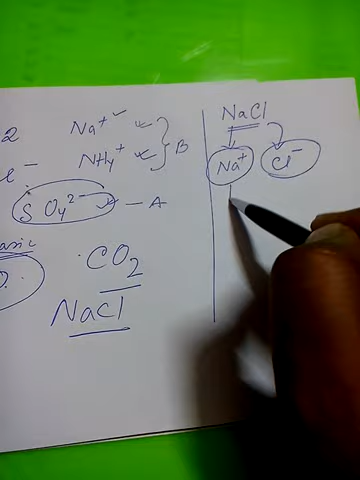 2 Na⁺ ✓
NH₄⁺ } B
SO₄²⁻ — A
CO₂
NaCl
NaCl
Na⁺ Cl⁻